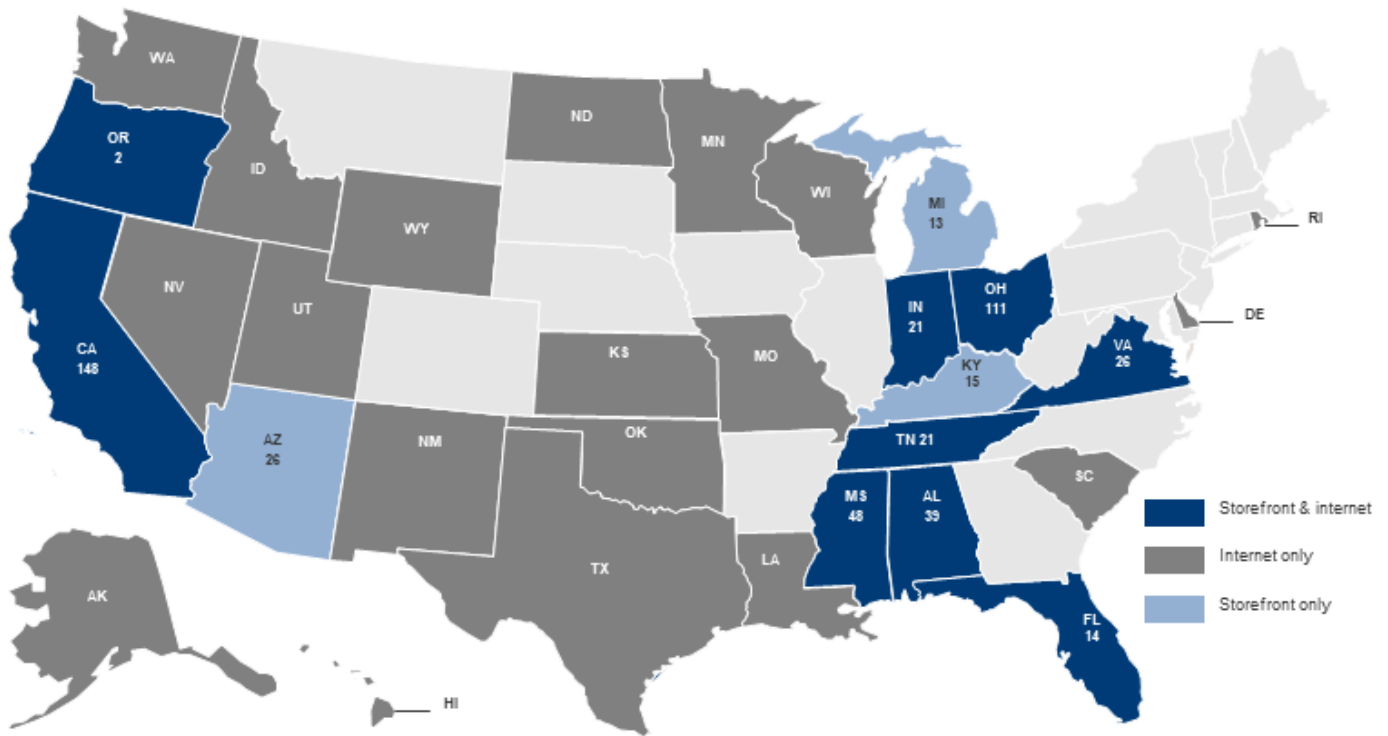 WA
OR
2
ID
ND
MN
WI
WY
MI
13
RI
NV
UT
CA
148
IN
21
OH
111
DE
VA
26
KS
MO
KY
15
AZ
26
NM
OK
TN 21
SC
MS
48
AL
39
Storefront & internet
Internet only
Storefront only
LA
TX
AK
FL
14
HI